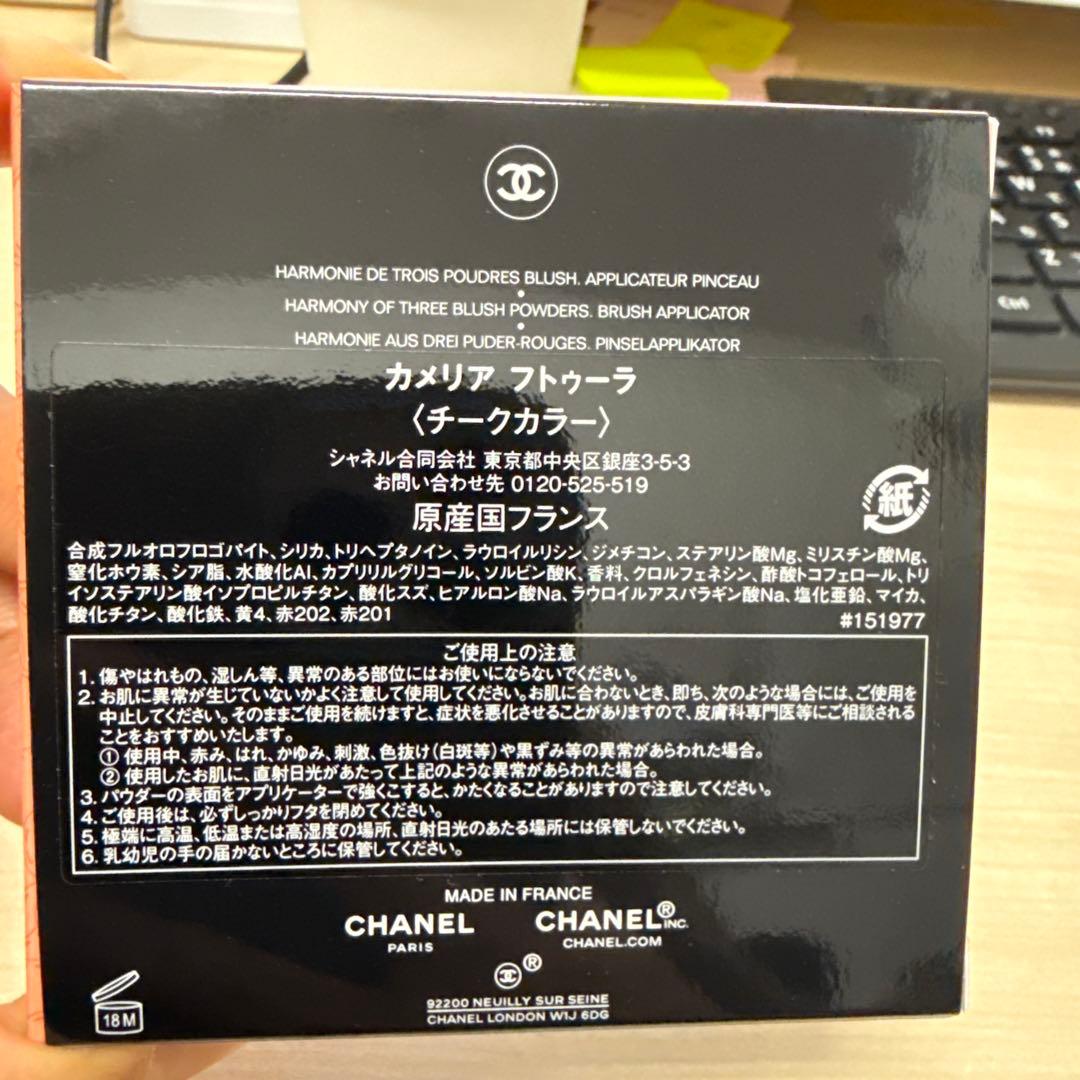 HARMONIE DE TROIS POUDRES BLUSH. APPLICATEUR PINCEAU
•
HARMONY OF THREE BLUSH POWDERS. BRUSH APPLICATOR
•
HARMONIE AUS DREI PUDER-ROUGES. PINSELAPPLIKATOR
カメリア フトゥーラ
〈チークカラー〉
シャネル合同会社 東京都中央区銀座3-5-3
お問い合わせ先 0120-525-519
紙
原産国フランス
合成フルオロフロゴパイト、シリカ、トリヘプタノイン、ラウロイルリシン、ジメチコン、ステアリン酸Mg、ミリスチン酸Mg、
窒化ホウ素、シア脂、水酸化Al、カプリリルグリコール、ソルビン酸K、香料、クロルフェネシン、酢酸トコフェロール、トリ
イソステアリン酸イソプロピルチタン、酸化スズ、ヒアルロン酸Na、ラウロイルアスパラギン酸Na、塩化亜鉛、マイカ、
酸化チタン、酸化鉄、黄4、赤202、赤201
#151977
ご使用上の注意
1. 傷やはれもの、湿しん等、異常のある部位にはお使いにならないでください。
2. お肌に異常が生じていないかよく注意して使用してください。お肌に合わないとき、即ち、次のような場合には、ご使用を
中止してください。そのままご使用を続けますと、症状を悪化させることがありますので、皮膚科専門医等にご相談される
ことをおすすめいたします。
① 使用中、赤み、はれ、かゆみ、刺激、色抜け(白斑等)や黒ずみ等の異常があらわれた場合。
② 使用したお肌に、直射日光があたって上記のような異常があらわれた場合。
3. パウダーの表面をアプリケーターで強くこすると、かたくなることがありますので注意してください。
4. ご使用後は、必ずしっかりフタを閉めてください。
5. 極端に高温、低温または高湿度の場所、直射日光のあたる場所には保管しないでください。
6. 乳幼児の手の届かないところに保管してください。
MADE IN FRANCE
CHANEL CHANEL® INC.
PARIS CHANEL.COM
®
92200 NEUILLY SUR SEINE
CHANEL LONDON W1J 6DG
18M
W
S
Z
Ctrl